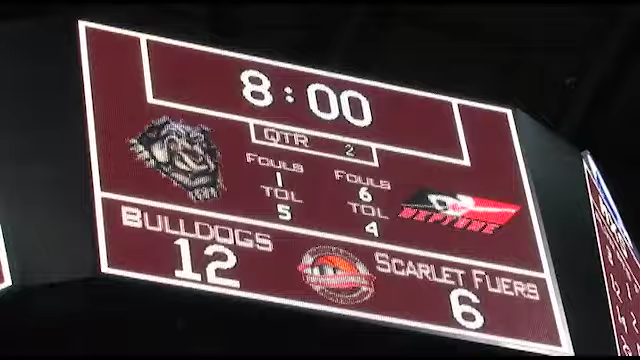 8:00
QTR 2
FOULS FOULS
1 6
TOL TOL
5 4
NEPTUNE
BULLDOGS SCARLET FLIERS
12 6